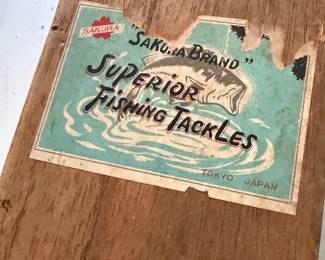 SAKURA
"SAKURA BRAND"
SUPERIOR
FISHING TACKLES
TOKYO JAPAN